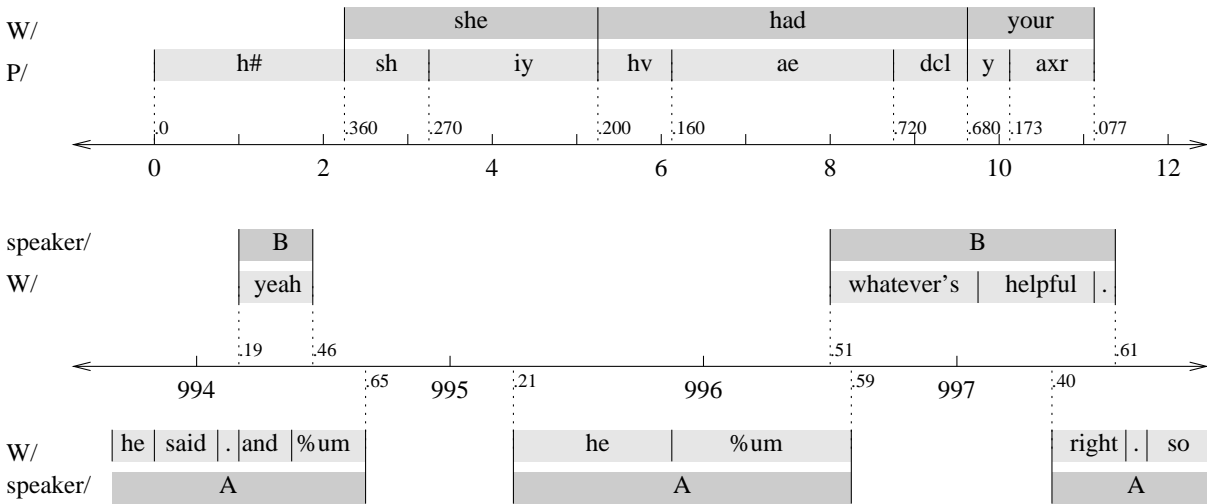 W/ she had your
P/ h# sh iy hv ae dcl y axr
.0 .360 .270 .200 .160 .720 .680 .173 .077
0 2 4 6 8 10 12
speaker/ B B
W/ yeah whatever's helpful .
.19 .46 .51 .61
994 .65 995 .21 996 .59 997 .40
W/ he said . and %um he %um right . so
speaker/ A A A